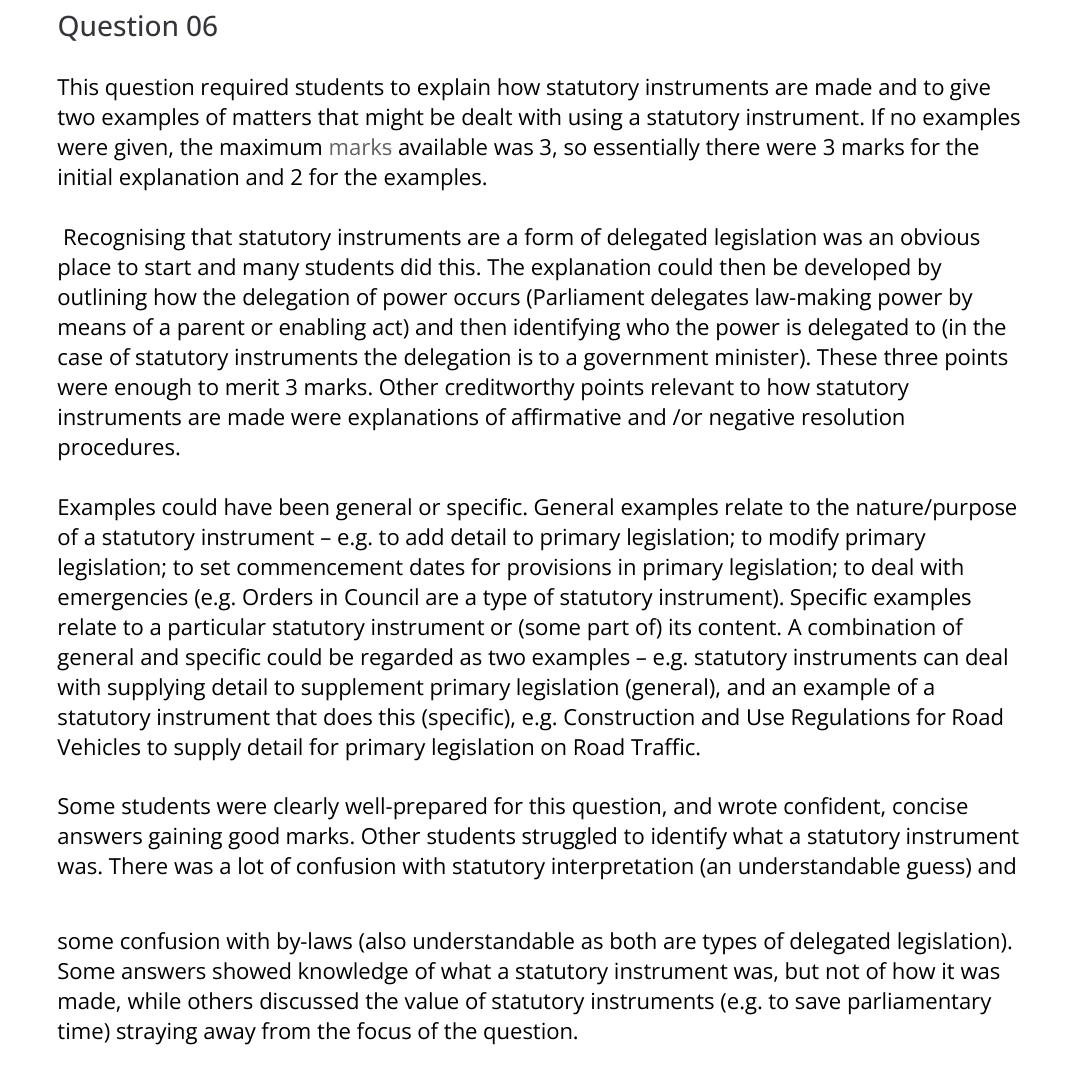 Question 06
This question required students to explain how statutory instruments are made and to give
two examples of matters that might be dealt with using a statutory instrument. If no examples
were given, the maximum marks available was 3, so essentially there were 3 marks for the
initial explanation and 2 for the examples.
Recognising that statutory instruments are a form of delegated legislation was an obvious
place to start and many students did this. The explanation could then be developed by
outlining how the delegation of power occurs (Parliament delegates law-making power by
means of a parent or enabling act) and then identifying who the power is delegated to (in the
case of statutory instruments the delegation is to a government minister). These three points
were enough to merit 3 marks. Other creditworthy points relevant to how statutory
instruments are made were explanations of affirmative and /or negative resolution
procedures.
Examples could have been general or specific. General examples relate to the nature/purpose
of a statutory instrument – e.g. to add detail to primary legislation; to modify primary
legislation; to set commencement dates for provisions in primary legislation; to deal with
emergencies (e.g. Orders in Council are a type of statutory instrument). Specific examples
relate to a particular statutory instrument or (some part of) its content. A combination of
general and specific could be regarded as two examples – e.g. statutory instruments can deal
with supplying detail to supplement primary legislation (general), and an example of a
statutory instrument that does this (specific), e.g. Construction and Use Regulations for Road
Vehicles to supply detail for primary legislation on Road Traffic.
Some students were clearly well-prepared for this question, and wrote confident, concise
answers gaining good marks. Other students struggled to identify what a statutory instrument
was. There was a lot of confusion with statutory interpretation (an understandable guess) and
some confusion with by-laws (also understandable as both are types of delegated legislation).
Some answers showed knowledge of what a statutory instrument was, but not of how it was
made, while others discussed the value of statutory instruments (e.g. to save parliamentary
time) straying away from the focus of the question.